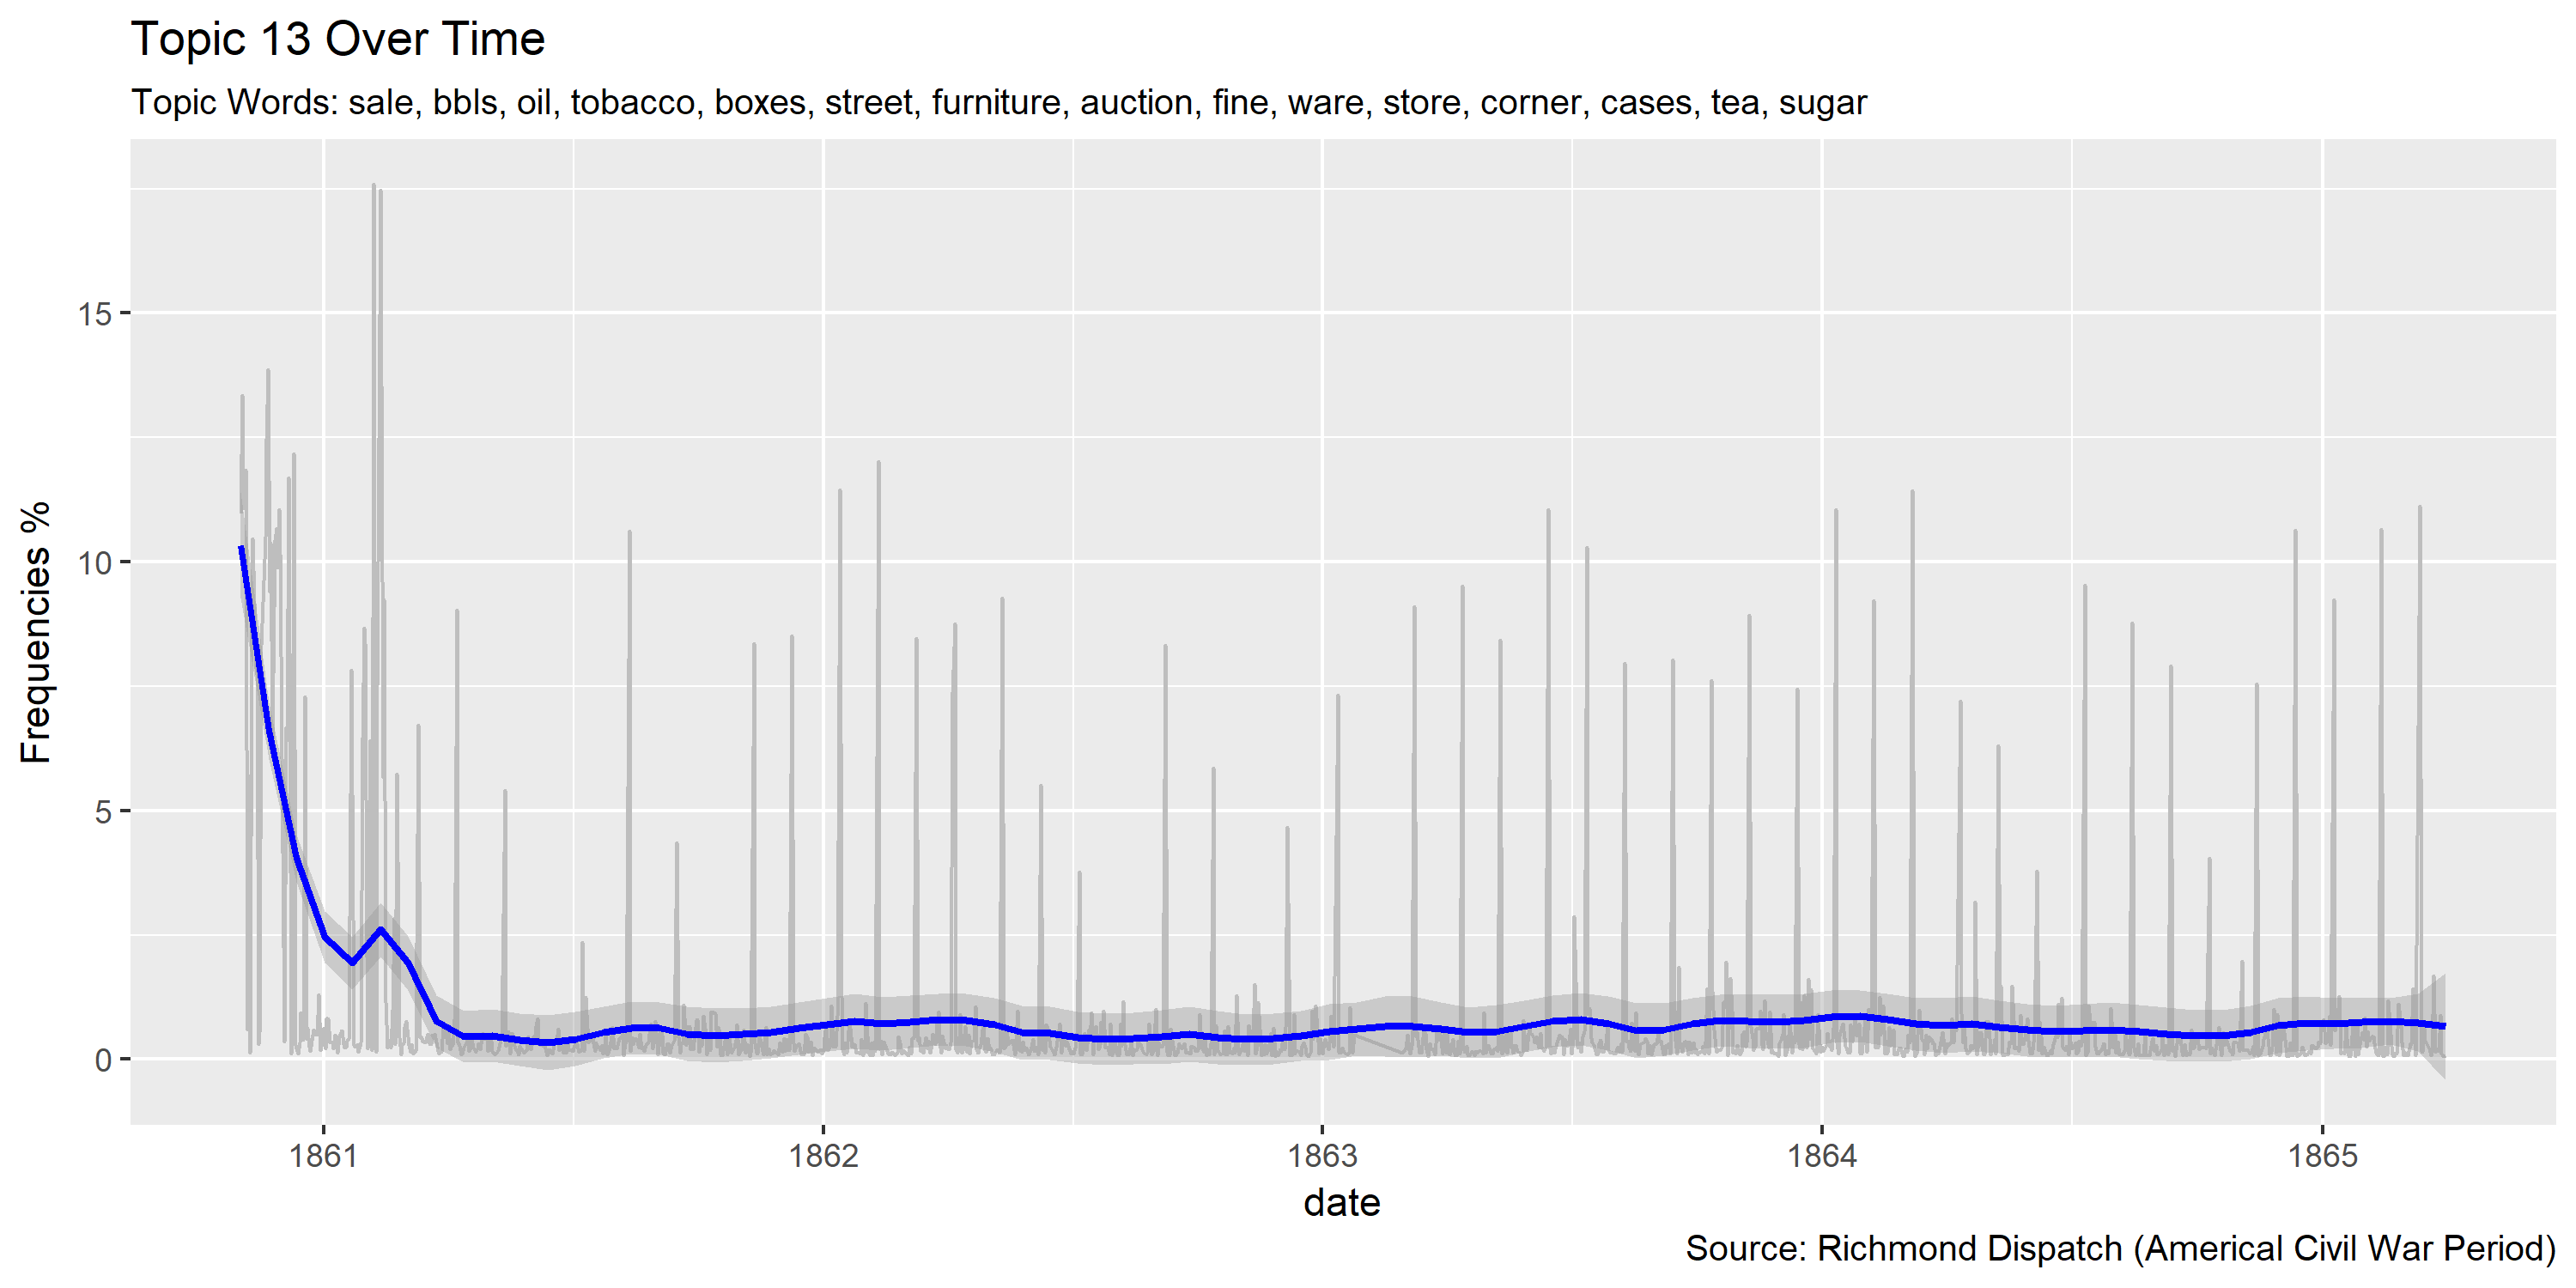 Topic 13 Over Time
Topic Words: sale, bbls, oil, tobacco, boxes, street, furniture, auction, fine, ware, store, corner, cases, tea, sugar
Frequencies %
15
10
5
0
1861 1862 1863 1864 1865
date
Source: Richmond Dispatch (Americal Civil War Period)